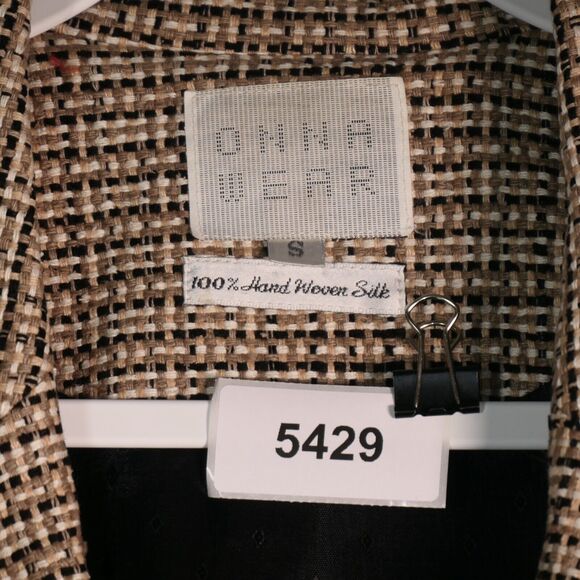 ONNA
WEAR
S
100% Hand Woven Silk
5429